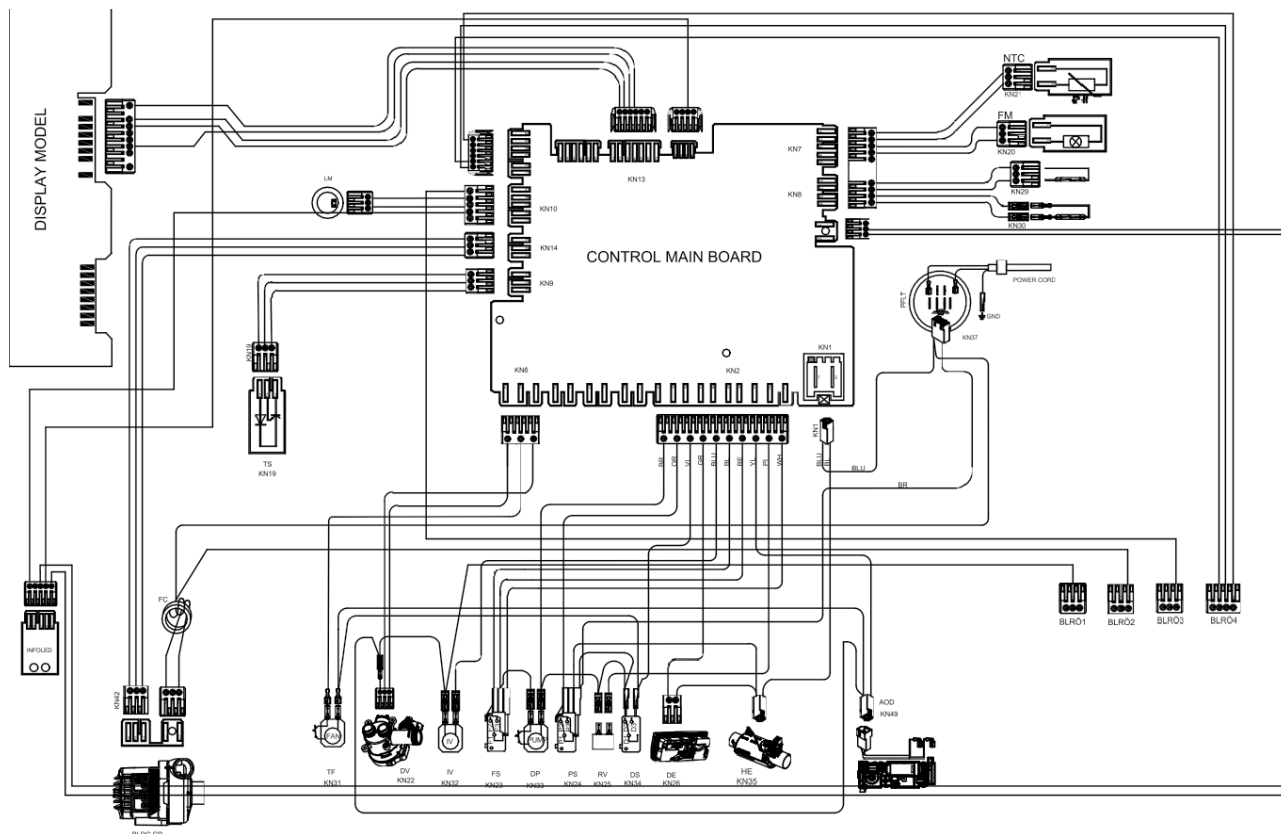 DISPLAY MODEL
LM
KN10
KN14
KN9
KN13
KN7
KN8
CONTROL MAIN BOARD
NTC
KN21
FM
KN20
KN29
KN30
POWER CORD
PFLT
GND
KN37
KN19
TS
KN19
KN6
KN2
KN1
KN1
BR
OR
VI
GR
BLU
BL
BE
YL
PI
WH
BLU
BL
BLU
BR
INFOLED
FC
KN42
BLRÖ1
BLRÖ2
BLRÖ3
BLRÖ4
FAN
IV
PUMP
TF
KN31
DV
KN22
IV
KN32
FS
KN23
DP
KN33
PS
KN24
RV
KN25
DS
KN34
DE
KN26
HE
KN35
AOD
KN49